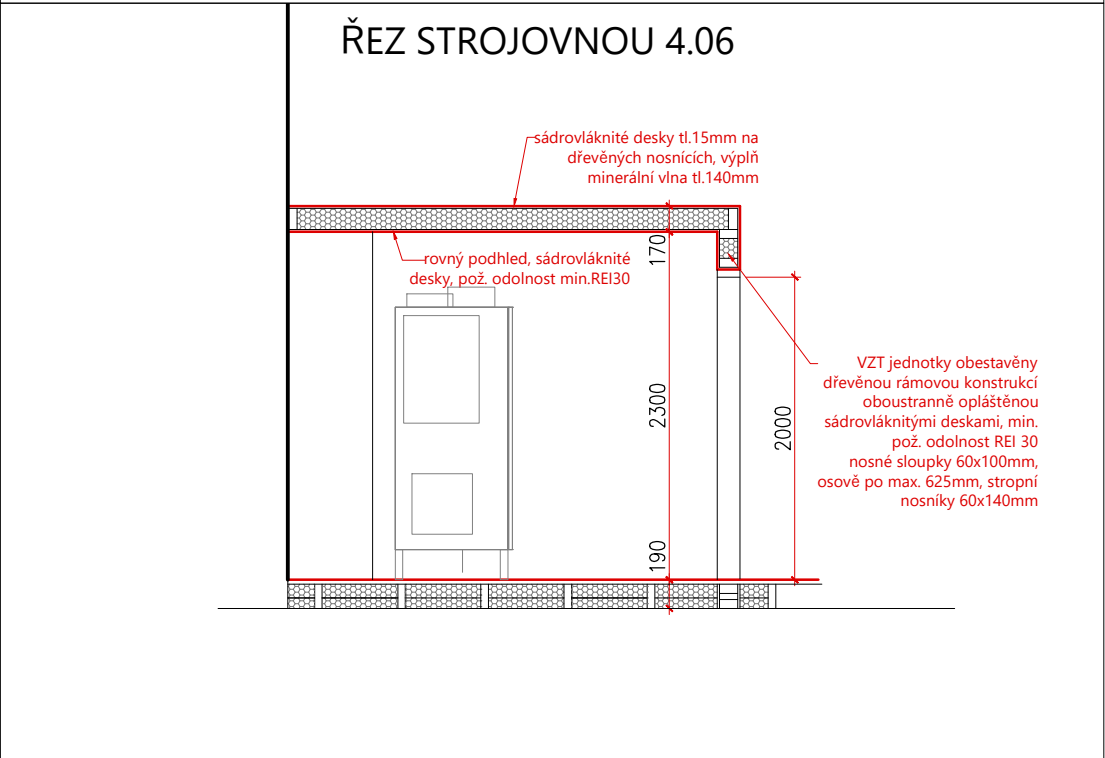 ŘEZ STROJOVNOU 4.06
sádrovláknité desky tl.15mm na
dřevěných nosnících, výplň
minerální vlna tl.140mm
170
rovný podhled, sádrovláknité
desky, pož. odolnost min.REI30
VZT jednotky obestavěny
dřevěnou rámovou konstrukcí
oboustranně opláštěnou
sádrovláknitými deskami, min.
pož. odolnost REI 30
nosné sloupky 60x100mm,
osově po max. 625mm, stropní
nosníky 60x140mm
2300
2000
190